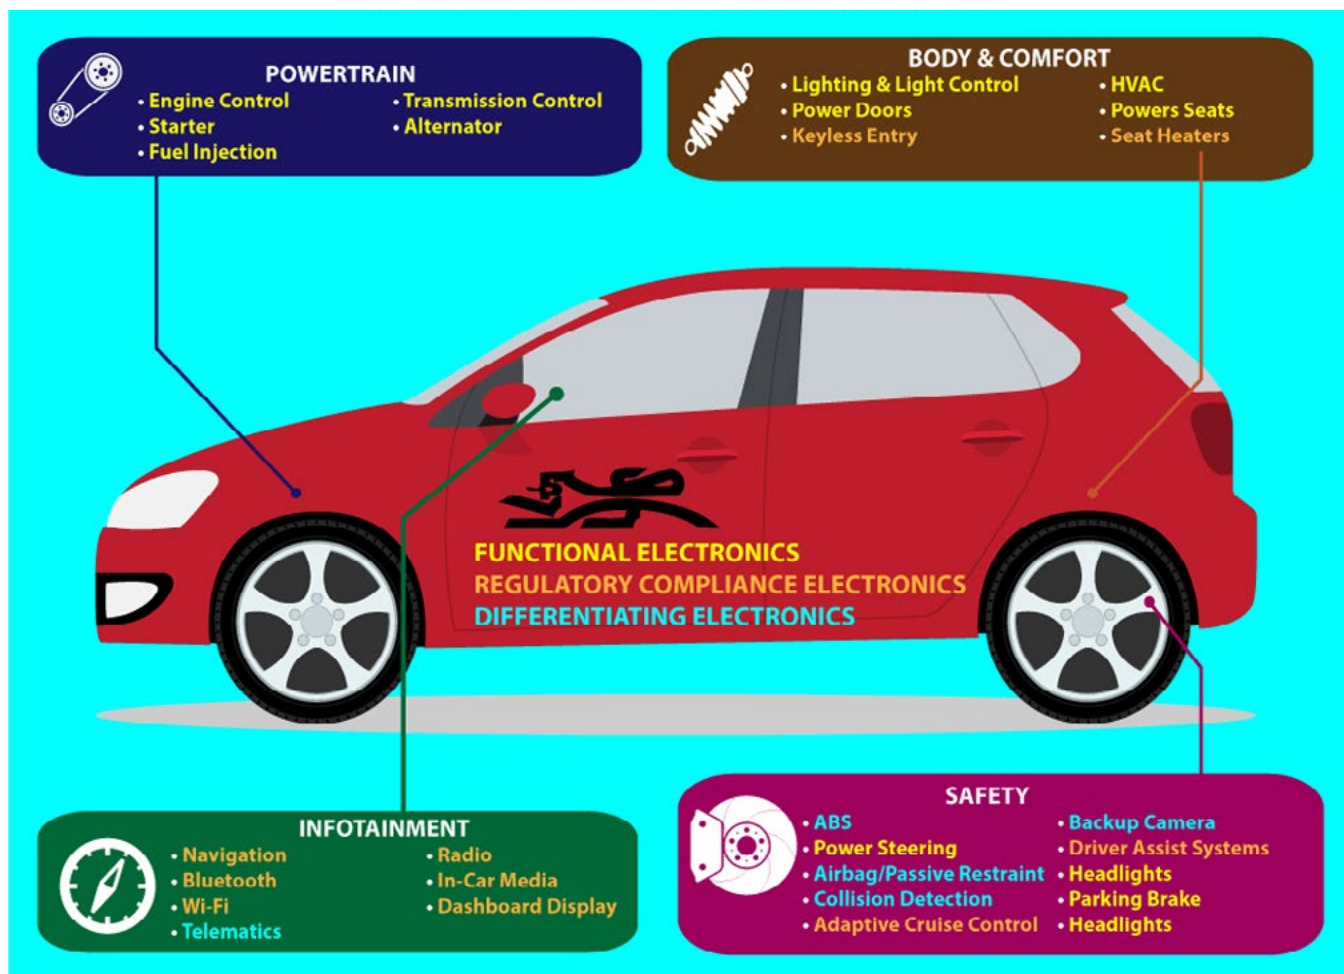 POWERTRAIN
• Engine Control
• Starter
• Fuel Injection
• Transmission Control
• Alternator
BODY & COMFORT
• Lighting & Light Control
• Power Doors
• Keyless Entry
• HVAC
• Powers Seats
• Seat Heaters
FUNCTIONAL ELECTRONICS
REGULATORY COMPLIANCE ELECTRONICS
DIFFERENTIATING ELECTRONICS
INFOTAINMENT
• Navigation
• Bluetooth
• Wi-Fi
• Telematics
• Radio
• In-Car Media
• Dashboard Display
SAFETY
• ABS
• Power Steering
• Airbag/Passive Restraint
• Collision Detection
• Adaptive Cruise Control
• Backup Camera
• Driver Assist Systems
• Headlights
• Parking Brake
• Headlights